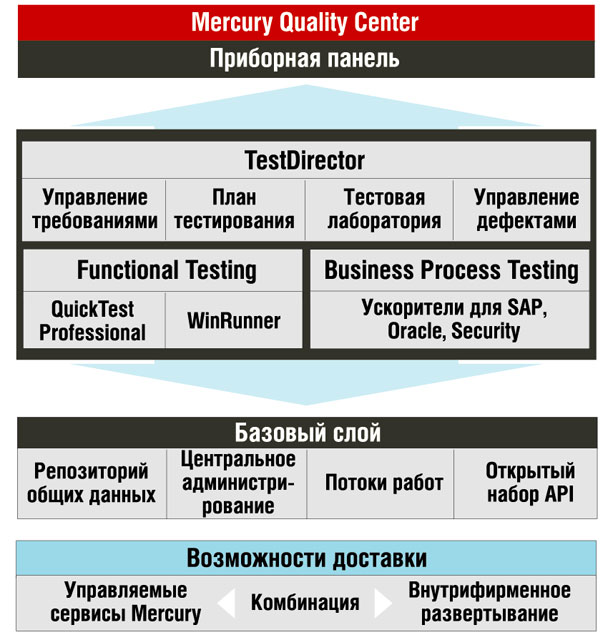 Mercury Quality Center
Приборная панель
TestDirector
Управление
требованиями
План
тестирования
Тестовая
лаборатория
Управление
дефектами
Functional Testing
QuickTest
Professional
WinRunner
Business Process Testing
Ускорители для SAP,
Oracle, Security
Базовый слой
Репозиторий
общих данных
Центральное
администри-
рование
Потоки работ
Открытый
набор API
Возможности доставки
Управляемые
сервисы Mercury
Комбинация
Внутрифирменное
развертывание